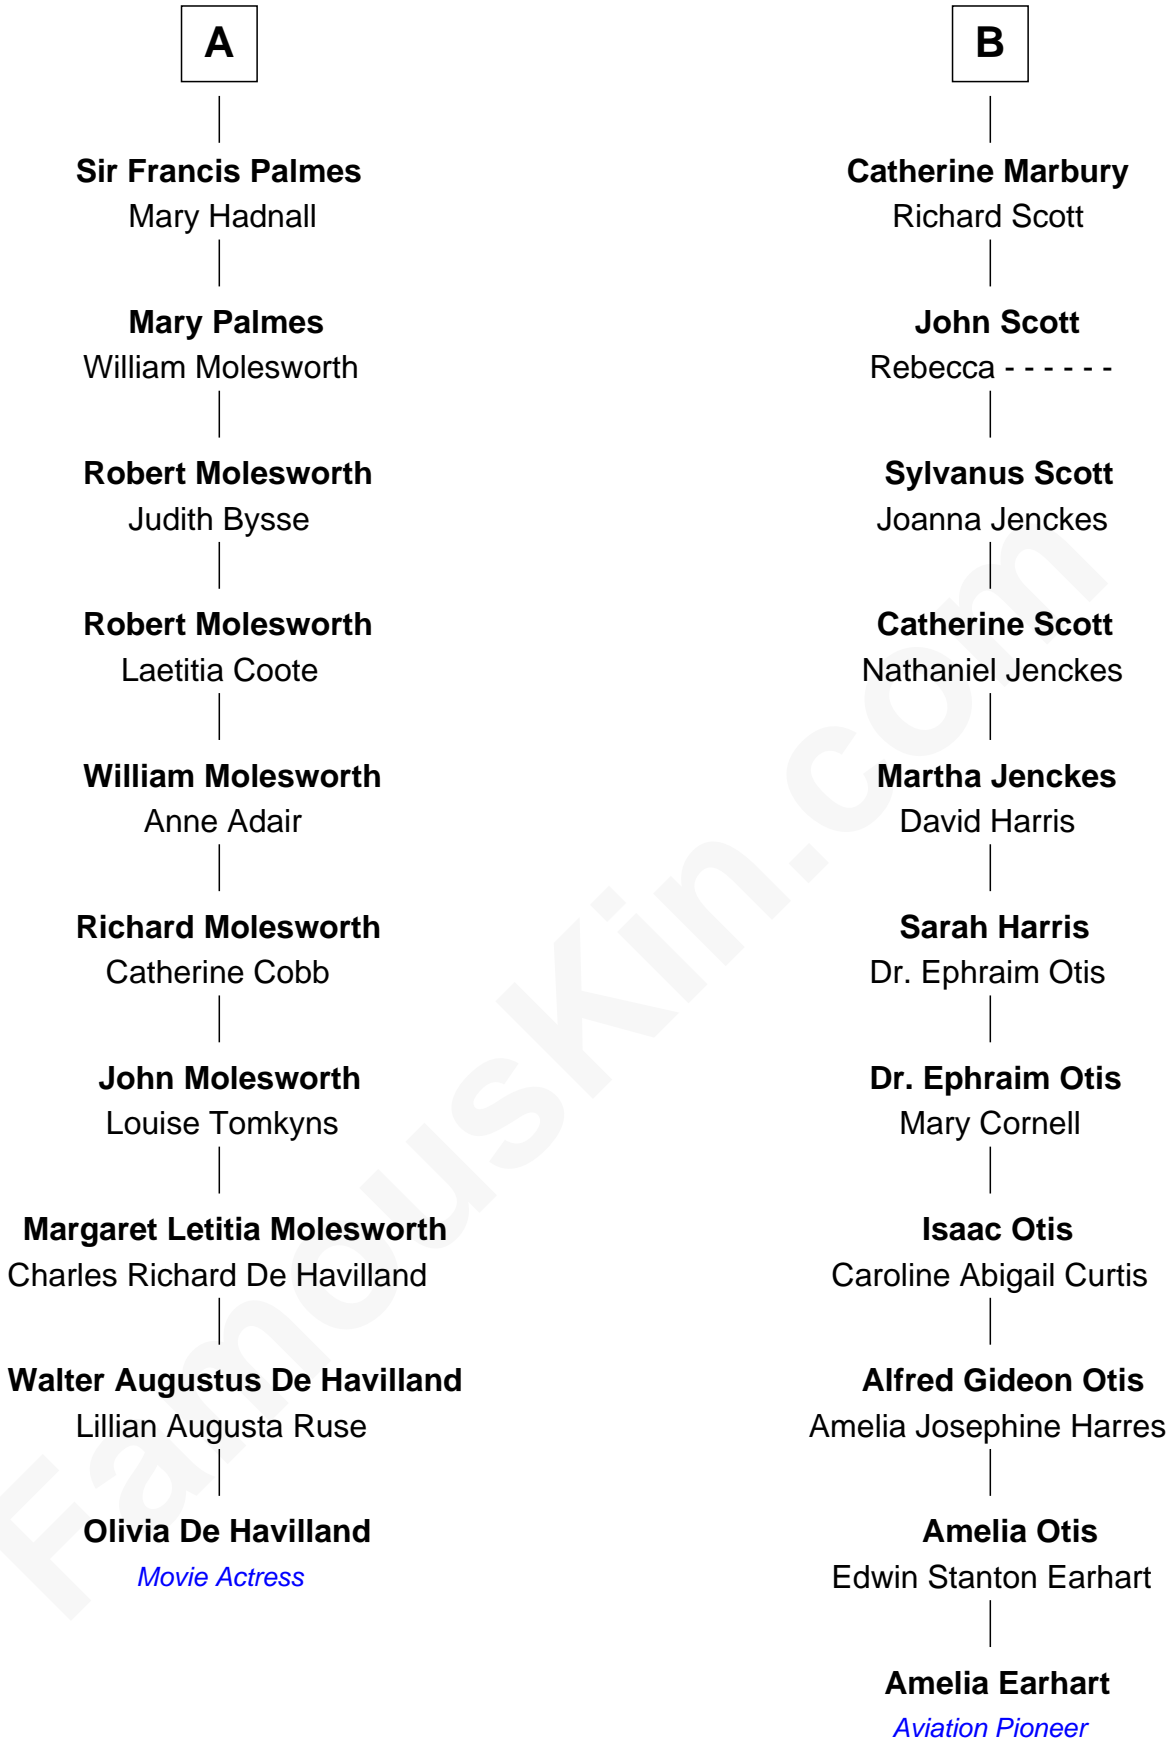 A
Sir Francis Palmes
Mary Hadnall
Mary Palmes
William Molesworth
Robert Molesworth
Judith Bysse
Robert Molesworth
Laetitia Coote
William Molesworth
Anne Adair
Richard Molesworth
Catherine Cobb
John Molesworth
Louise Tomkyns
Margaret Letitia Molesworth
Charles Richard De Havilland
Walter Augustus De Havilland
Lillian Augusta Ruse
Olivia De Havilland
Movie Actress
B
Catherine Marbury
Richard Scott
John Scott
Rebecca - - - - - -
Sylvanus Scott
Joanna Jenckes
Catherine Scott
Nathaniel Jenckes
Martha Jenckes
David Harris
Sarah Harris
Dr. Ephraim Otis
Dr. Ephraim Otis
Mary Cornell
Isaac Otis
Caroline Abigail Curtis
Alfred Gideon Otis
Amelia Josephine Harres
Amelia Otis
Edwin Stanton Earhart
Amelia Earhart
Aviation Pioneer
FamousKin.com